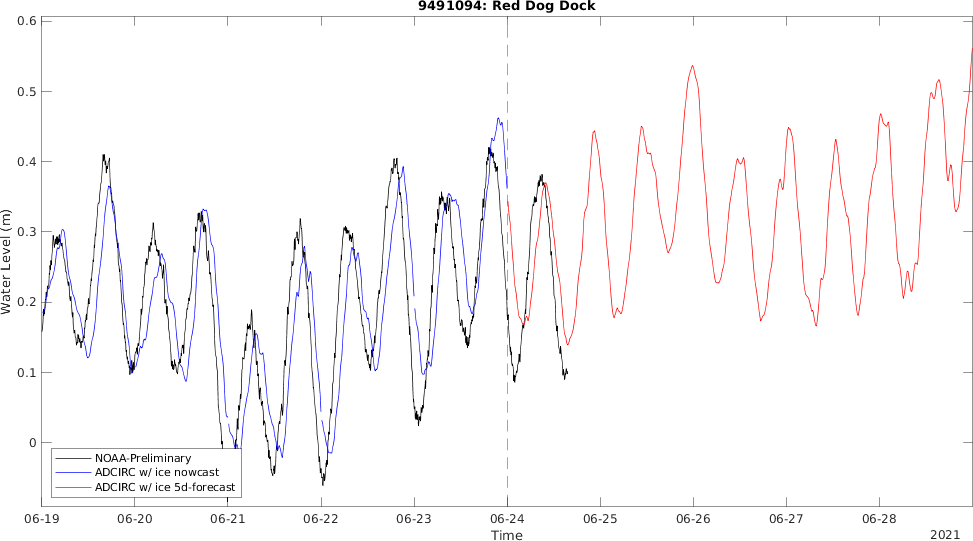 9491094: Red Dog Dock
Water Level (m)
0.6
0.5
0.4
0.3
0.2
0.1
0
NOAA-Preliminary
ADCIRC w/ ice nowcast
ADCIRC w/ ice 5d-forecast
06-19 06-20 06-21 06-22 06-23 06-24 06-25 06-26 06-27 06-28
Time
2021